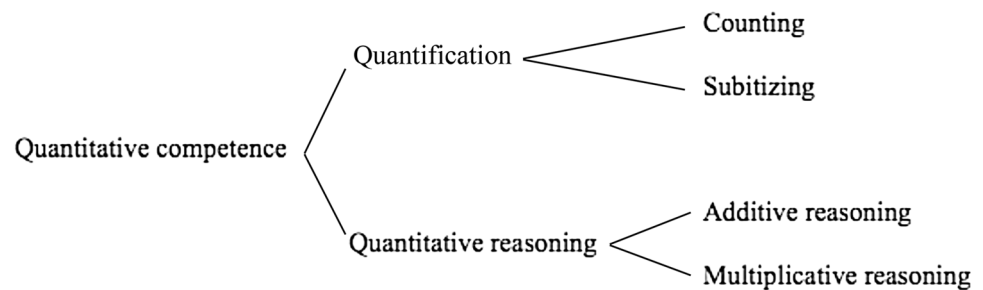 Counting
Quantification
Subitizing
Quantitative competence
Additive reasoning
Quantitative reasoning
Multiplicative reasoning